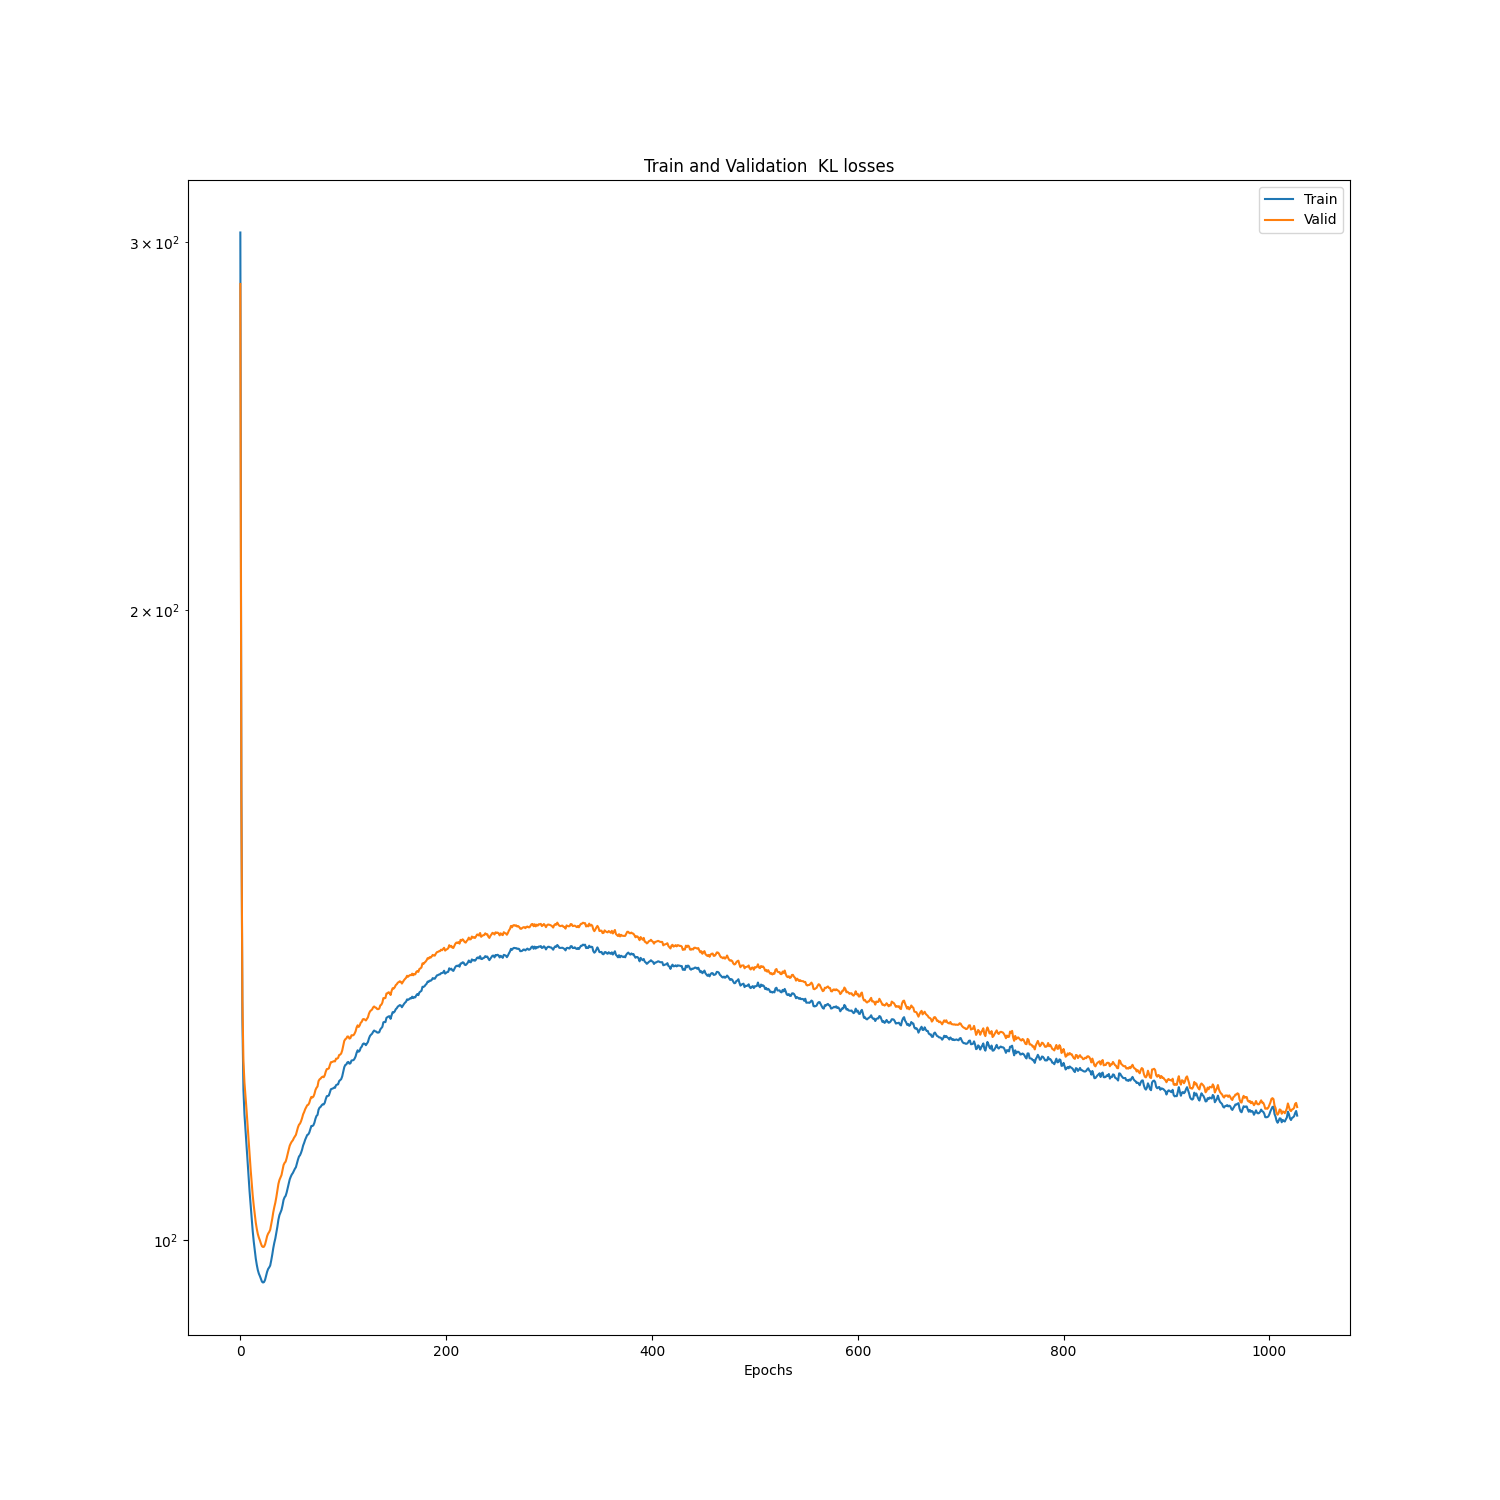 Train and Validation  KL losses
Train
Valid
3 × 10²
2 × 10²
10²
0 200 400 600 800 1000
Epochs